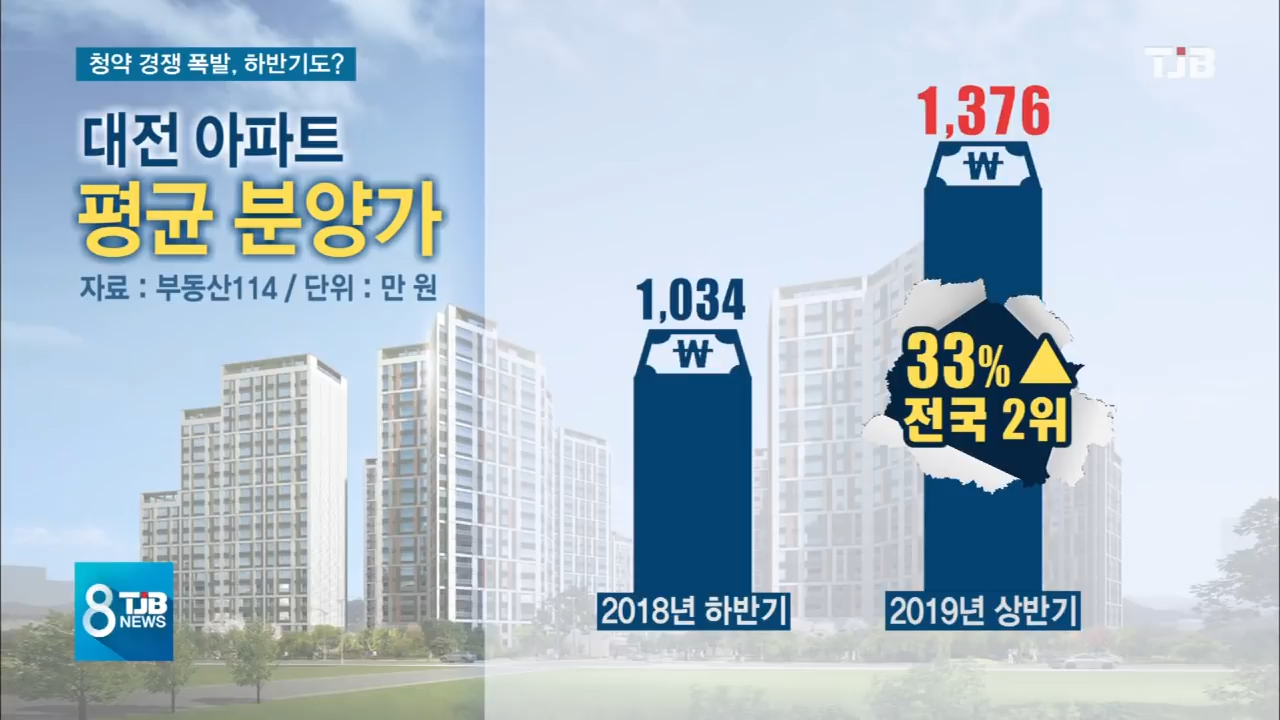 청약 경쟁 폭발, 하반기도?
TJB
대전 아파트
평균 분양가
자료 : 부동산114 / 단위 : 만 원
1,034
₩
2018년 하반기
1,376
₩
33% ▲
전국 2위
2019년 상반기
8 TJB
NEWS